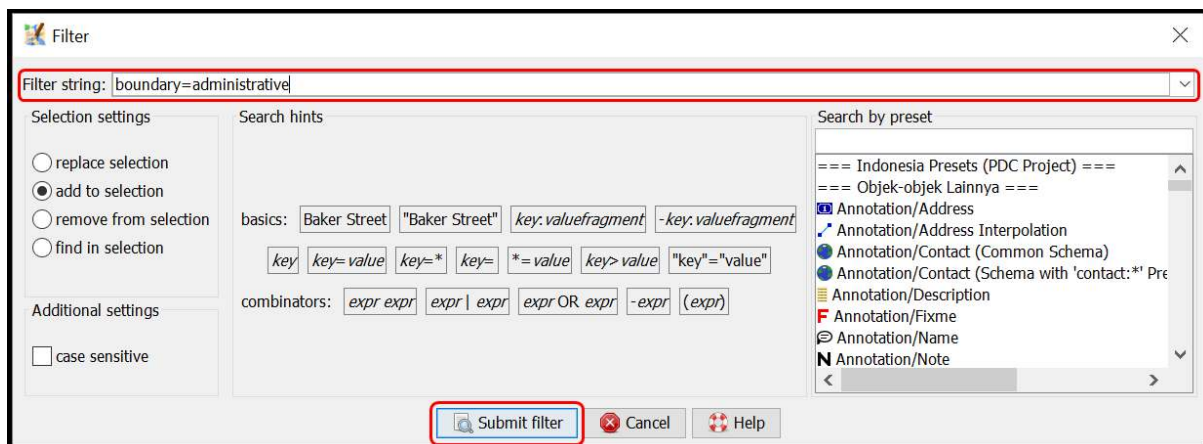 Filter
Filter string: boundary=administrative
Selection settings
replace selection
add to selection
remove from selection
find in selection
Additional settings
case sensitive
Search hints
basics: Baker Street "Baker Street" key:valuefragment -key:valuefragment
key key=value key=* key= *=value key>value "key"="value"
combinators: expr expr expr | expr expr OR expr -expr (expr)
Search by preset
=== Indonesia Presets (PDC Project) ===
=== Objek-objek Lainnya ===
Annotation/Address
Annotation/Address Interpolation
Annotation/Contact (Common Schema)
Annotation/Contact (Schema with 'contact:*' Pre
Annotation/Description
F Annotation/Fixme
Annotation/Name
N Annotation/Note
Submit filter Cancel Help